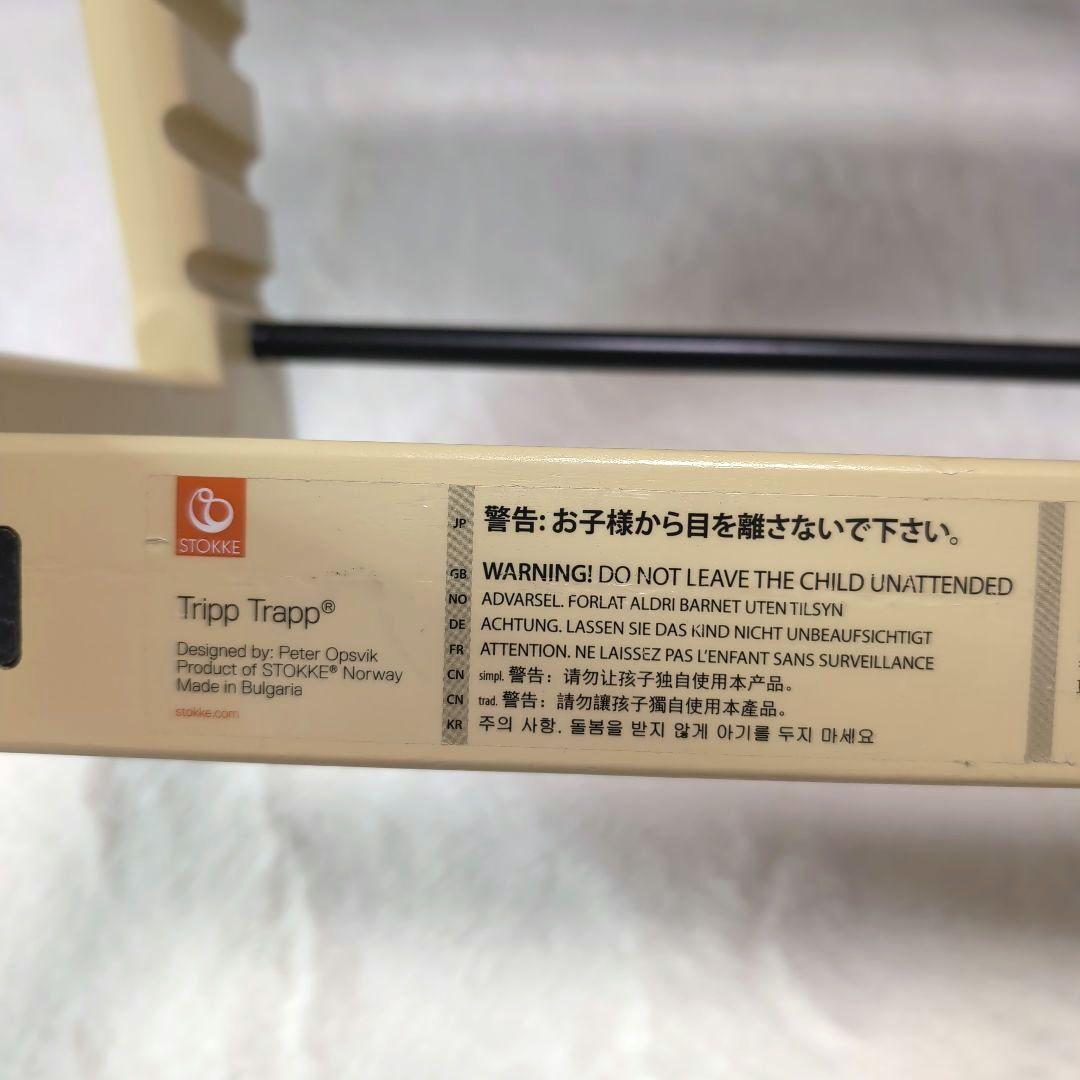 STOKKE
Tripp Trapp®
Designed by: Peter Opsvik
Product of STOKKE® Norway
Made in Bulgaria
stokke.com
JP 警告: お子様から目を離さないで下さい。
GB WARNING! DO NOT LEAVE THE CHILD UNATTENDED
NO ADVARSEL. FORLAT ALDRI BARNET UTEN TILSYN
DE ACHTUNG. LASSEN SIE DAS KIND NICHT UNBEAUFSICHTIGT
FR ATTENTION. NE LAISSEZ PAS L'ENFANT SANS SURVEILLANCE
CN simpl. 警告：请勿让孩子独自使用本产品。
CN trad. 警告：請勿讓孩子獨自使用本產品。
KR 주의 사항. 돌봄을 받지 않게 아기를 두지 마세요